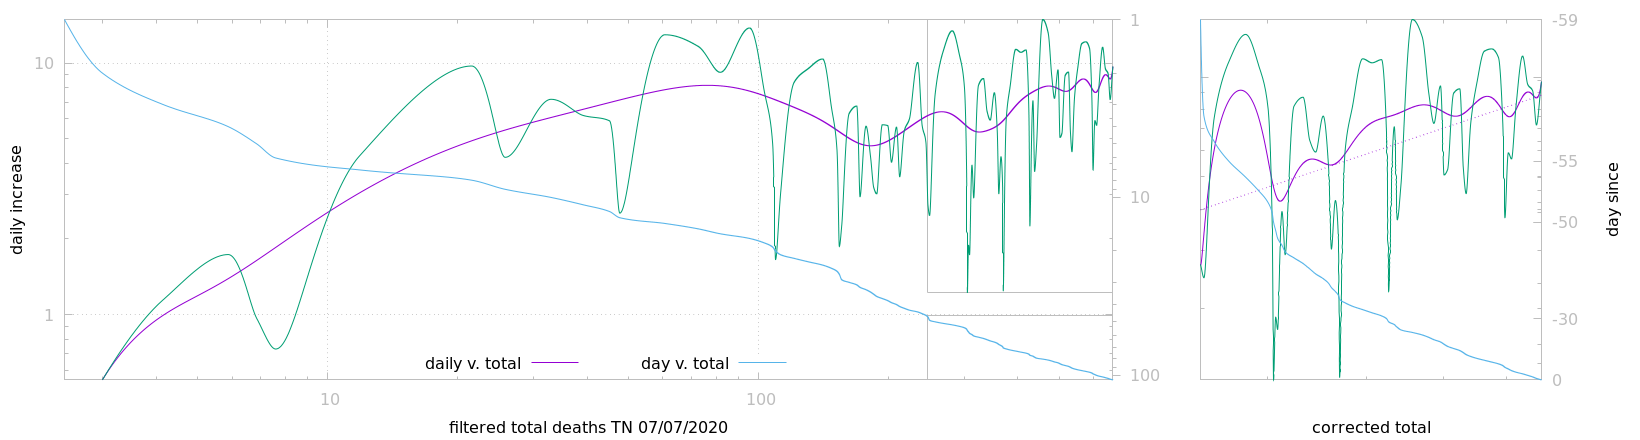 10
1
daily increase
daily v. total
day v. total
10
100
filtered total deaths TN 07/07/2020
1
10
100
-59
-55
-50
-30
0
day since
corrected total